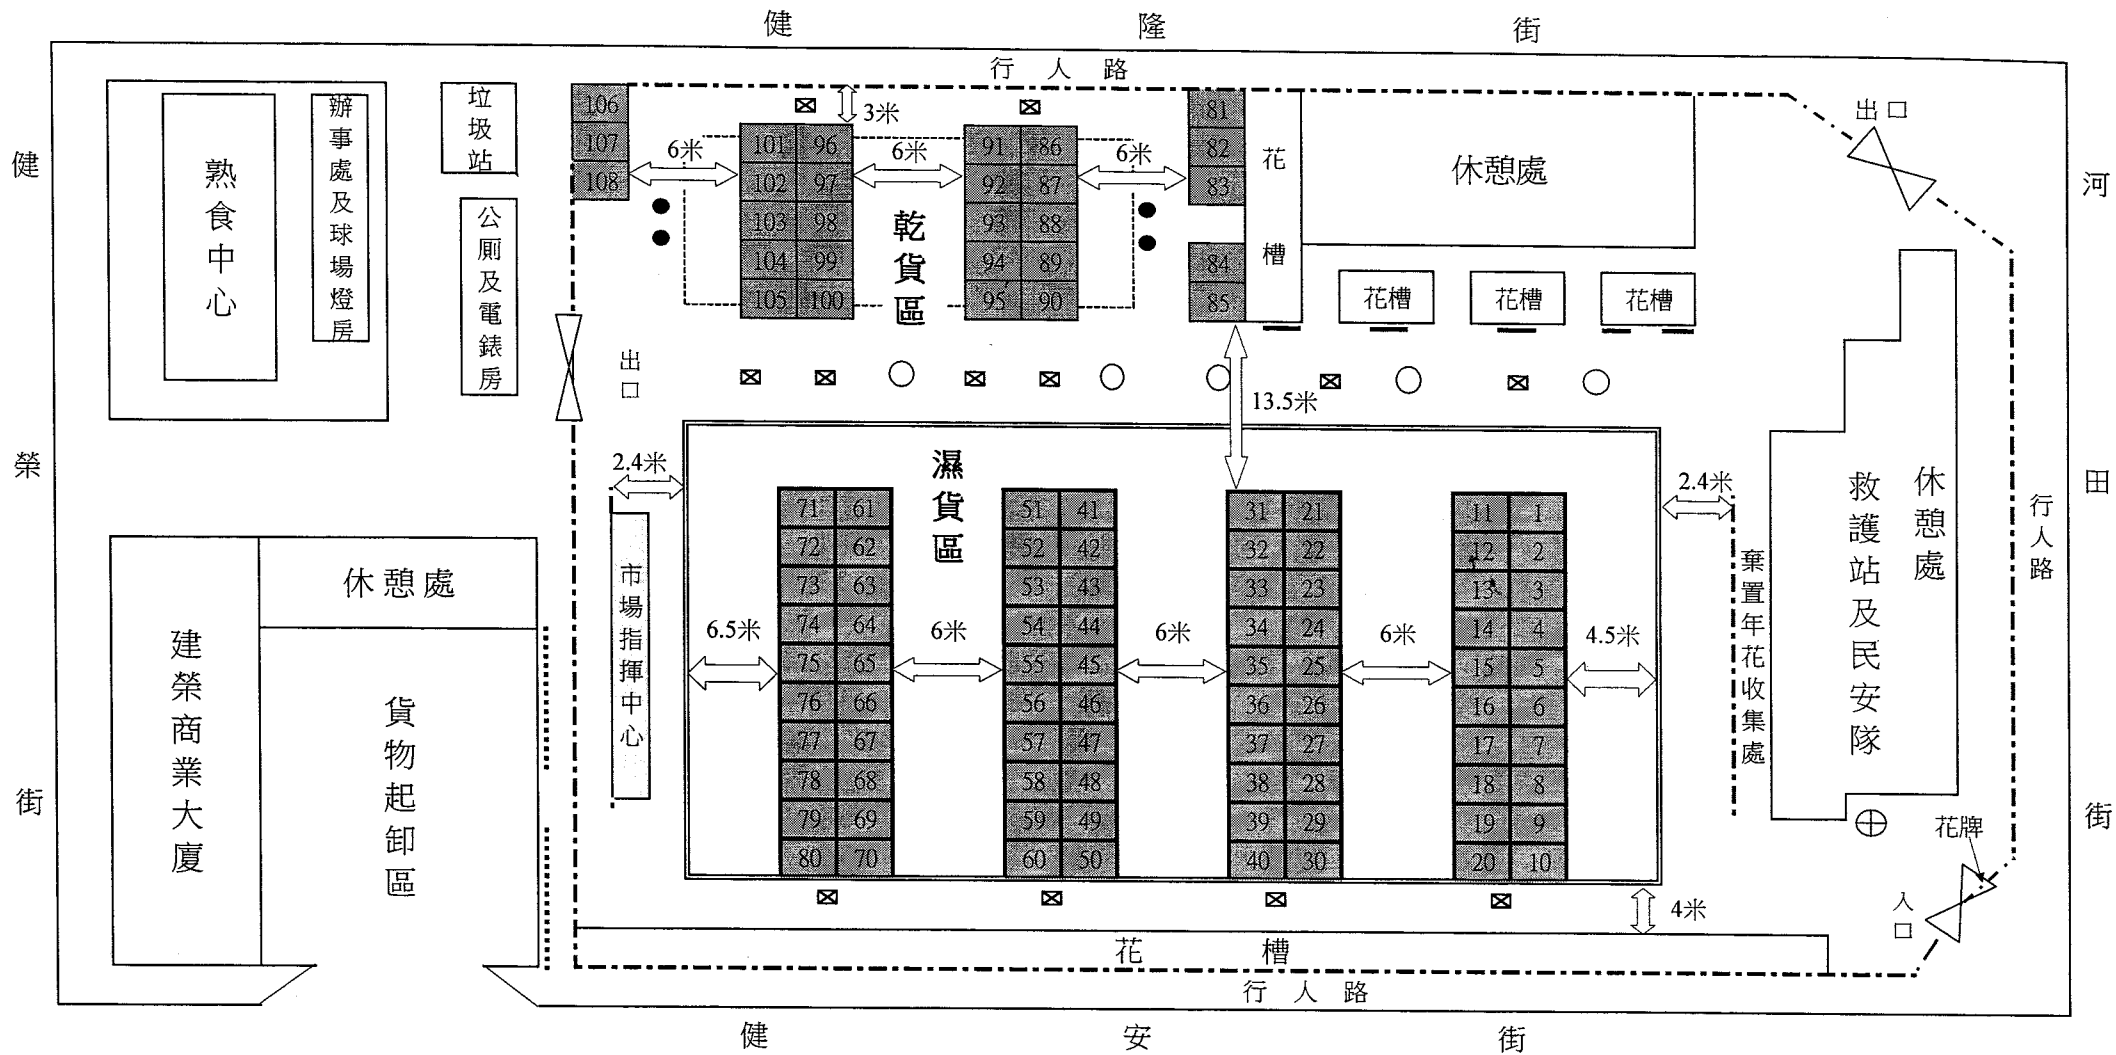 健隆街
行人路
健榮街
河田街
健安街
行人路
行人路
熟食中心
辦事處及球場燈房
垃圾站
公厠及電錶房
106
107
108
6米
3米
101 96
102 97
103 98
104 99
105 100
6米
乾貨區
91 86
92 87
93 88
94 89
95 90
6米
81
82
83
84
85
花槽
休憩處
出口
花槽
花槽
花槽
出口
13.5米
2.4米
濕貨區
2.4米
市場指揮中心
71 61
72 62
73 63
74 64
75 65
76 66
77 67
78 68
79 69
80 70
51 41
52 42
53 43
54 44
55 45
56 46
57 47
58 48
59 49
60 50
31 21
32 22
33 23
34 24
35 25
36 26
37 27
38 28
39 29
40 30
11 1
12 2
13 3
14 4
15 5
16 6
17 7
18 8
19 9
20 10
6.5米
6米
6米
6米
4.5米
棄置年花收集處
救護站及民安隊
休憩處
花牌
入口
4米
花槽
建榮商業大廈
休憩處
貨物起卸區